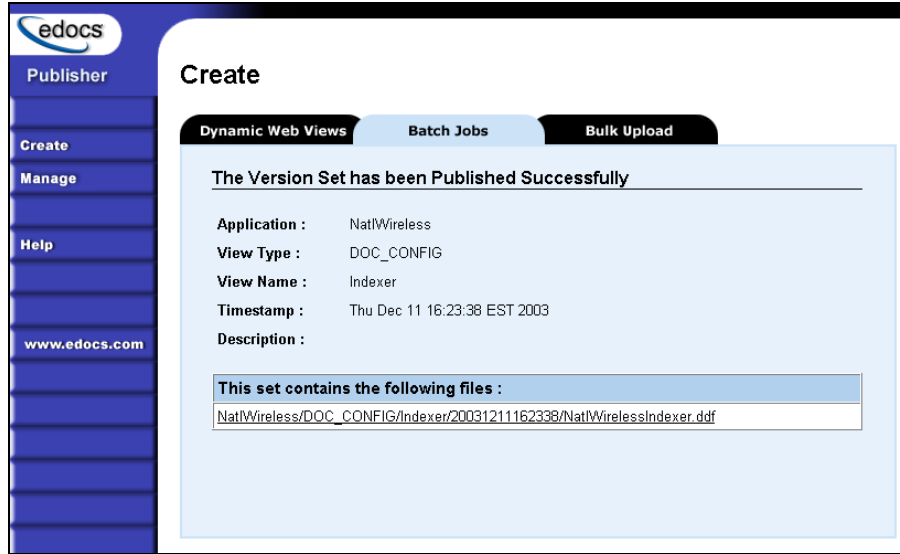 edocs
Publisher
Create
Manage
Help
www.edocs.com
Create
Dynamic Web Views
Batch Jobs
Bulk Upload
The Version Set has been Published Successfully
Application : NatlWireless
View Type : DOC_CONFIG
View Name : Indexer
Timestamp : Thu Dec 11 16:23:38 EST 2003
Description :
This set contains the following files :
NatlWireless/DOC_CONFIG/Indexer/20031211162338/NatlWirelessIndexer.ddf